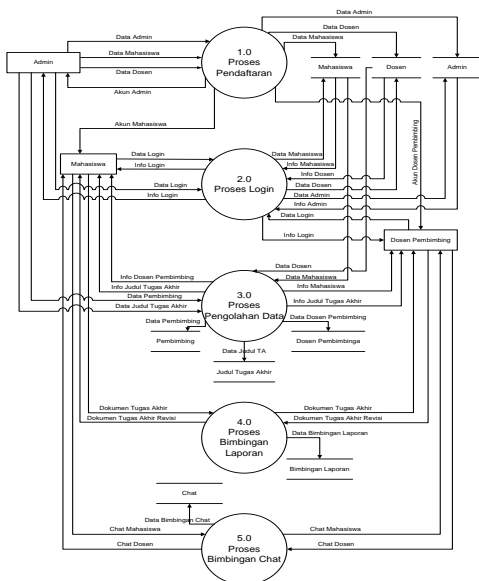 Data Admin
Data Dosen
Data Mahasiswa
Data Admin
Data Mahasiswa
Data Dosen
Akun Admin
Admin
1.0
Proses
Pendaftaran
Mahasiswa
Dosen
Admin
Akun Mahasiswa
Akun Dosen Pembimbing
Mahasiswa
Data Login
Info Login
Data Login
Info Login
2.0
Proses Login
Data Mahasiswa
Info Mahasiswa
Info Dosen
Data Dosen
Data Admin
Info Admin
Data Login
Info Login
Dosen Pembimbing
Data Dosen
Data Mahasiswa
Info Mahasiswa
Info Dosen Pembimbing
Info Judul Tugas Akhir
Data Pembimbing
Data Judul Tugas Akhir
3.0
Proses
Pengolahan Data
Info Judul Tugas Akhir
Data Pembimbing
Data Dosen Pembimbing
Pembimbing
Dosen Pembimbinga
Data Judul TA
Judul Tugas Akhir
Dokumen Tugas Akhir
Dokumen Tugas Akhir Revisi
4.0
Proses
Bimbingan
Laporan
Dokumen Tugas Akhir
Dokumen Tugas Akhir Revisi
Data Bimbingan Laporan
Bimbingan Laporan
Chat
Data Bimbingan Chat
Chat Mahasiswa
Chat Dosen
5.0
Proses
Bimbingan Chat
Chat Mahasiswa
Chat Dosen